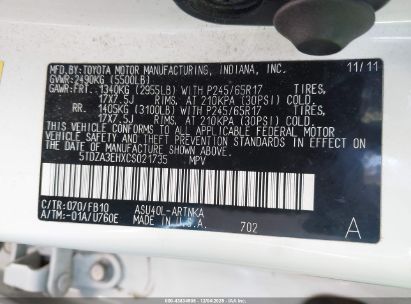 MFD. BY: TOYOTA MOTOR MANUFACTURING, INDIANA, INC. 11/11
GVWR: 2490KG (5500LB)
GAWR: FRT. 1340KG (2955LB) WITH P245/65R17 TIRES,
17X7.5J RIMS, AT 210KPA (30PSI) COLD.
RR. 1405KG (3100LB) WITH P245/65R17 TIRES,
17X7.5J RIMS, AT 210KPA (30PSI) COLD.
THIS VEHICLE CONFORMS TO ALL APPLICABLE FEDERAL MOTOR
VEHICLE SAFETY STANDARDS IN EFFECT ON THE
DATE OF MANUFACTURE SHOWN ABOVE.
5TDZA3EHXCS021735 MPV
C/TR: 070/FB10 ASU40L-ARTNKA
A/TM: -01A/U760E MADE IN U.S.A. 702 A